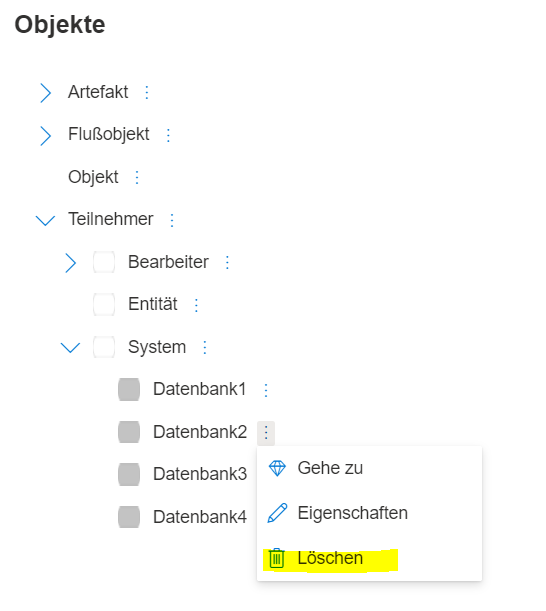 Objekte
Artefakt
Flußobjekt
Objekt
Teilnehmer
Bearbeiter
Entität
System
Datenbank1
Datenbank2
Gehe zu
Datenbank3
Eigenschaften
Datenbank4
Löschen